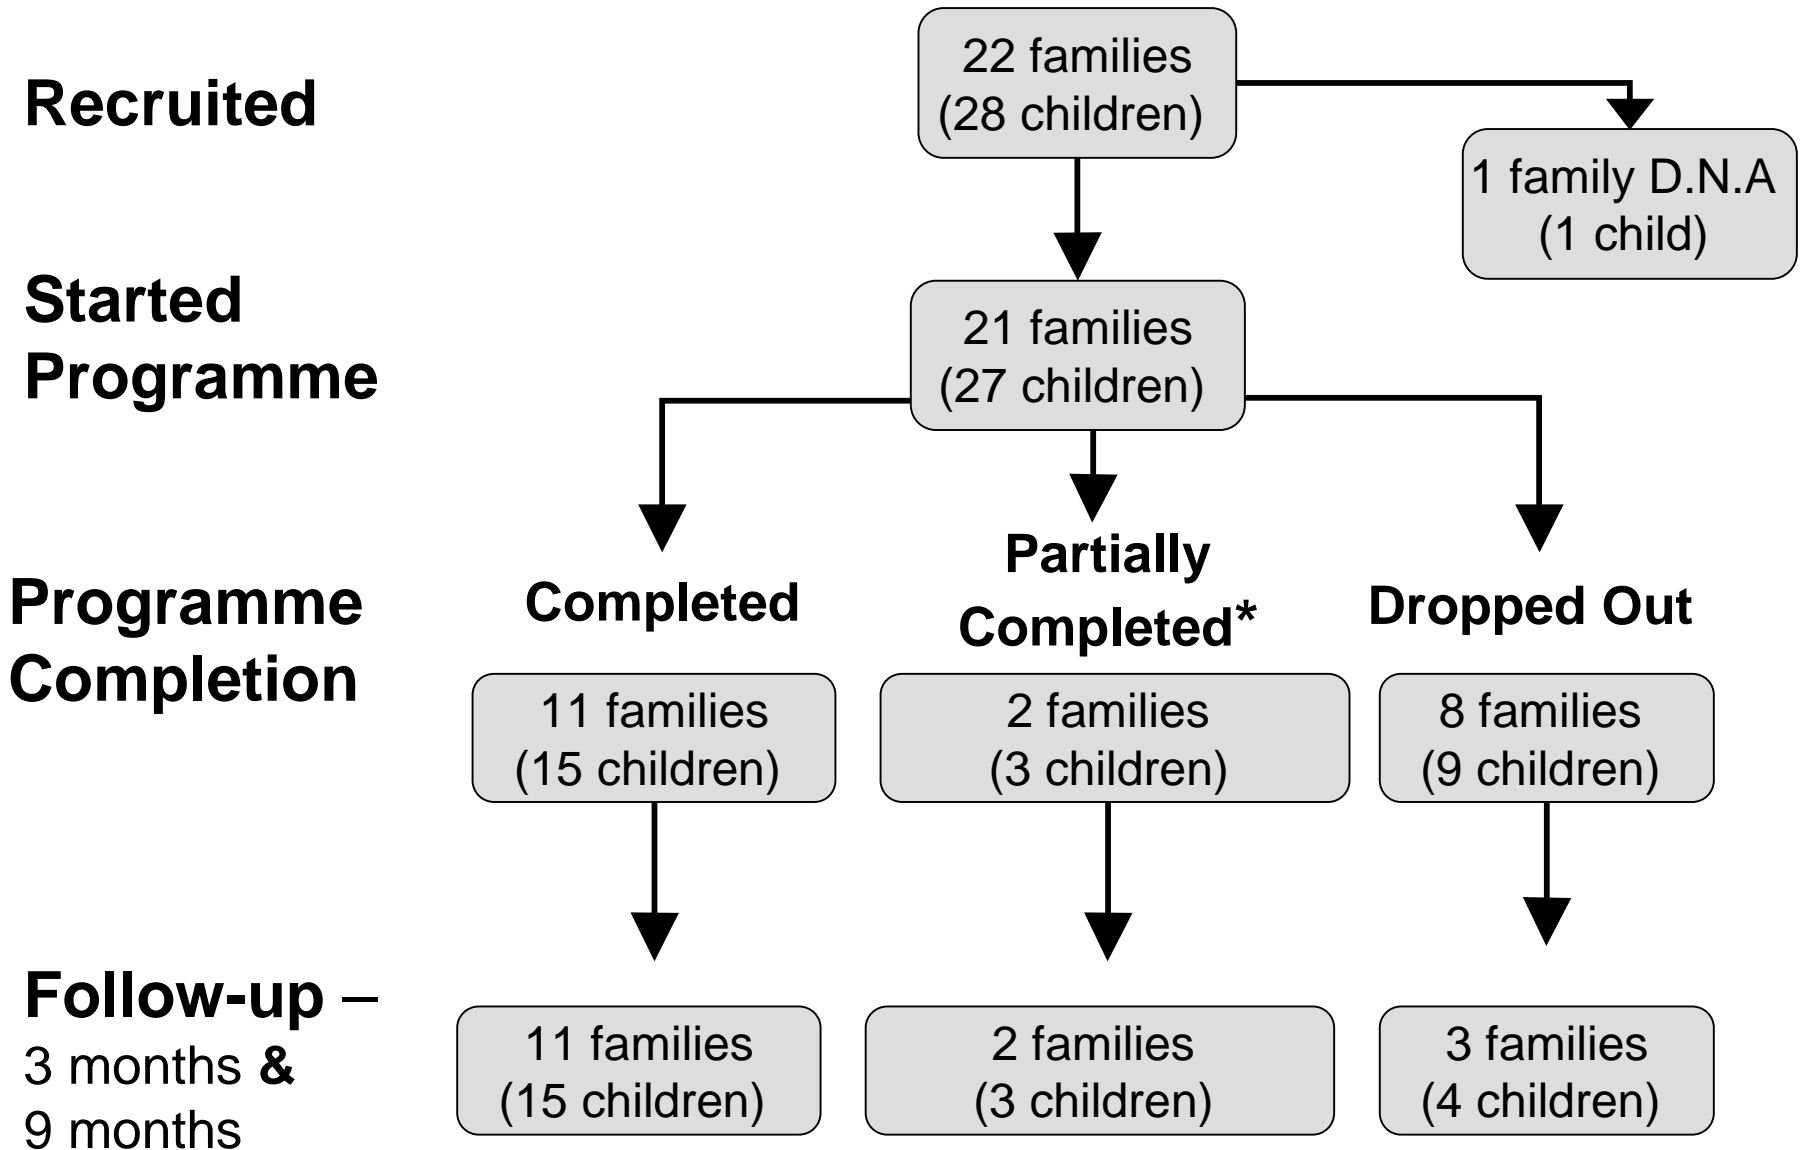 Recruited
22 families
(28 children)
1 family D.N.A
(1 child)
Started
Programme
21 families
(27 children)
Programme
Completion
Completed
Partially
Completed*
Dropped Out
11 families
(15 children)
2 families
(3 children)
8 families
(9 children)
Follow-up –
3 months &
9 months
11 families
(15 children)
2 families
(3 children)
3 families
(4 children)